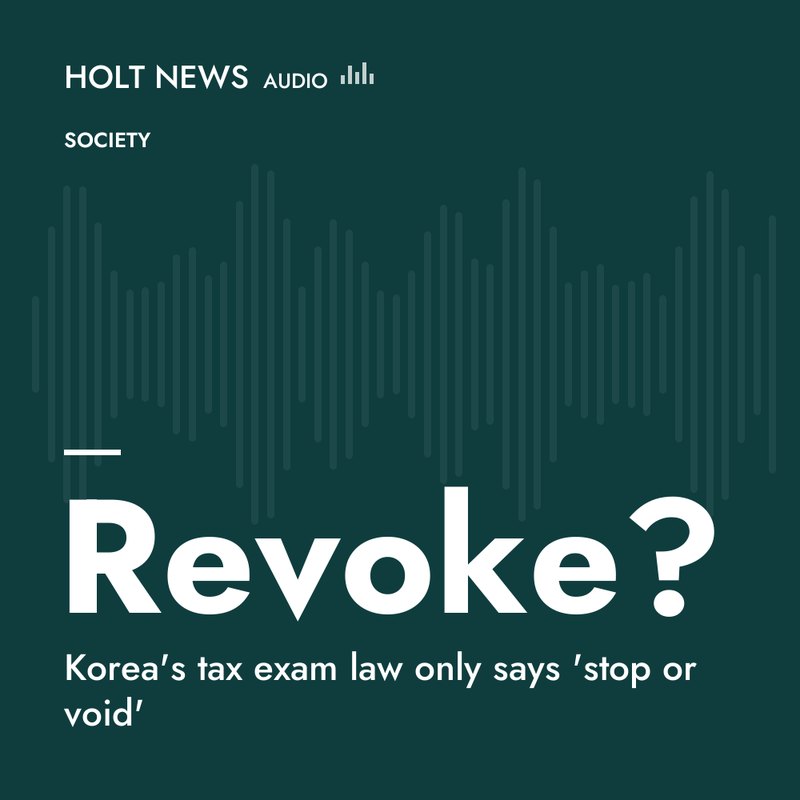 HOLT NEWS AUDIO
SOCIETY
Revoke?
Korea's tax exam law only says 'stop or
void'